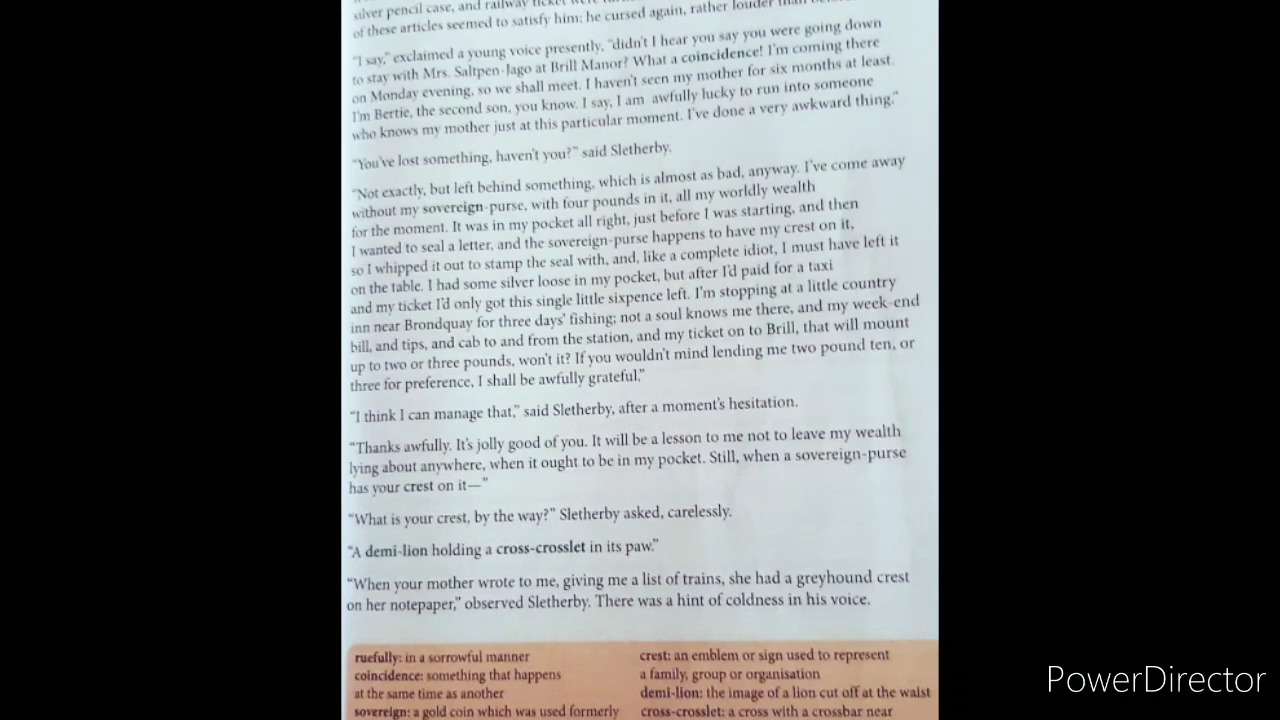 silver pencil case, and railway ticket were
of these articles seemed to satisfy him; he cursed again, rather louder than
"I say," exclaimed a young voice presently, "didn't I hear you say you were going down
to stay with Mrs. Saltpen-Jago at Brill Manor? What a coincidence! I'm coming there
on Monday evening, so we shall meet. I haven't seen my mother for six months at least.
I'm Bertie, the second son, you know. I say, I am awfully lucky to run into someone
who knows my mother just at this particular moment. I've done a very awkward thing."
"You've lost something, haven't you?" said Sletherby.
"Not exactly, but left behind something, which is almost as bad, anyway. I've come away
without my sovereign-purse, with four pounds in it, all my worldly wealth
for the moment. It was in my pocket all right, just before I was starting, and then
I wanted to seal a letter, and the sovereign-purse happens to have my crest on it,
so I whipped it out to stamp the seal with, and, like a complete idiot, I must have left it
on the table. I had some silver loose in my pocket, but after I'd paid for a taxi
and my ticket I'd only got this single little sixpence left. I'm stopping at a little country
inn near Brondquay for three days' fishing; not a soul knows me there, and my week-end
bill, and tips, and cab to and from the station, and my ticket on to Brill, that will mount
up to two or three pounds, won't it? If you wouldn't mind lending me two pound ten, or
three for preference, I shall be awfully grateful."
"I think I can manage that," said Sletherby, after a moment's hesitation.
"Thanks awfully. It's jolly good of you. It will be a lesson to me not to leave my wealth
lying about anywhere, when it ought to be in my pocket. Still, when a sovereign-purse
has your crest on it—"
"What is your crest, by the way?" Sletherby asked, carelessly.
"A demi-lion holding a cross-crosslet in its paw."
"When your mother wrote to me, giving me a list of trains, she had a greyhound crest
on her notepaper," observed Sletherby. There was a hint of coldness in his voice.
ruefully: in a sorrowful manner
coincidence: something that happens
at the same time as another
sovereign: a gold coin which was used formerly
crest: an emblem or sign used to represent
a family, group or organisation
demi-lion: the image of a lion cut off at the waist
cross-crosslet: a cross with a crossbar near
PowerDirector